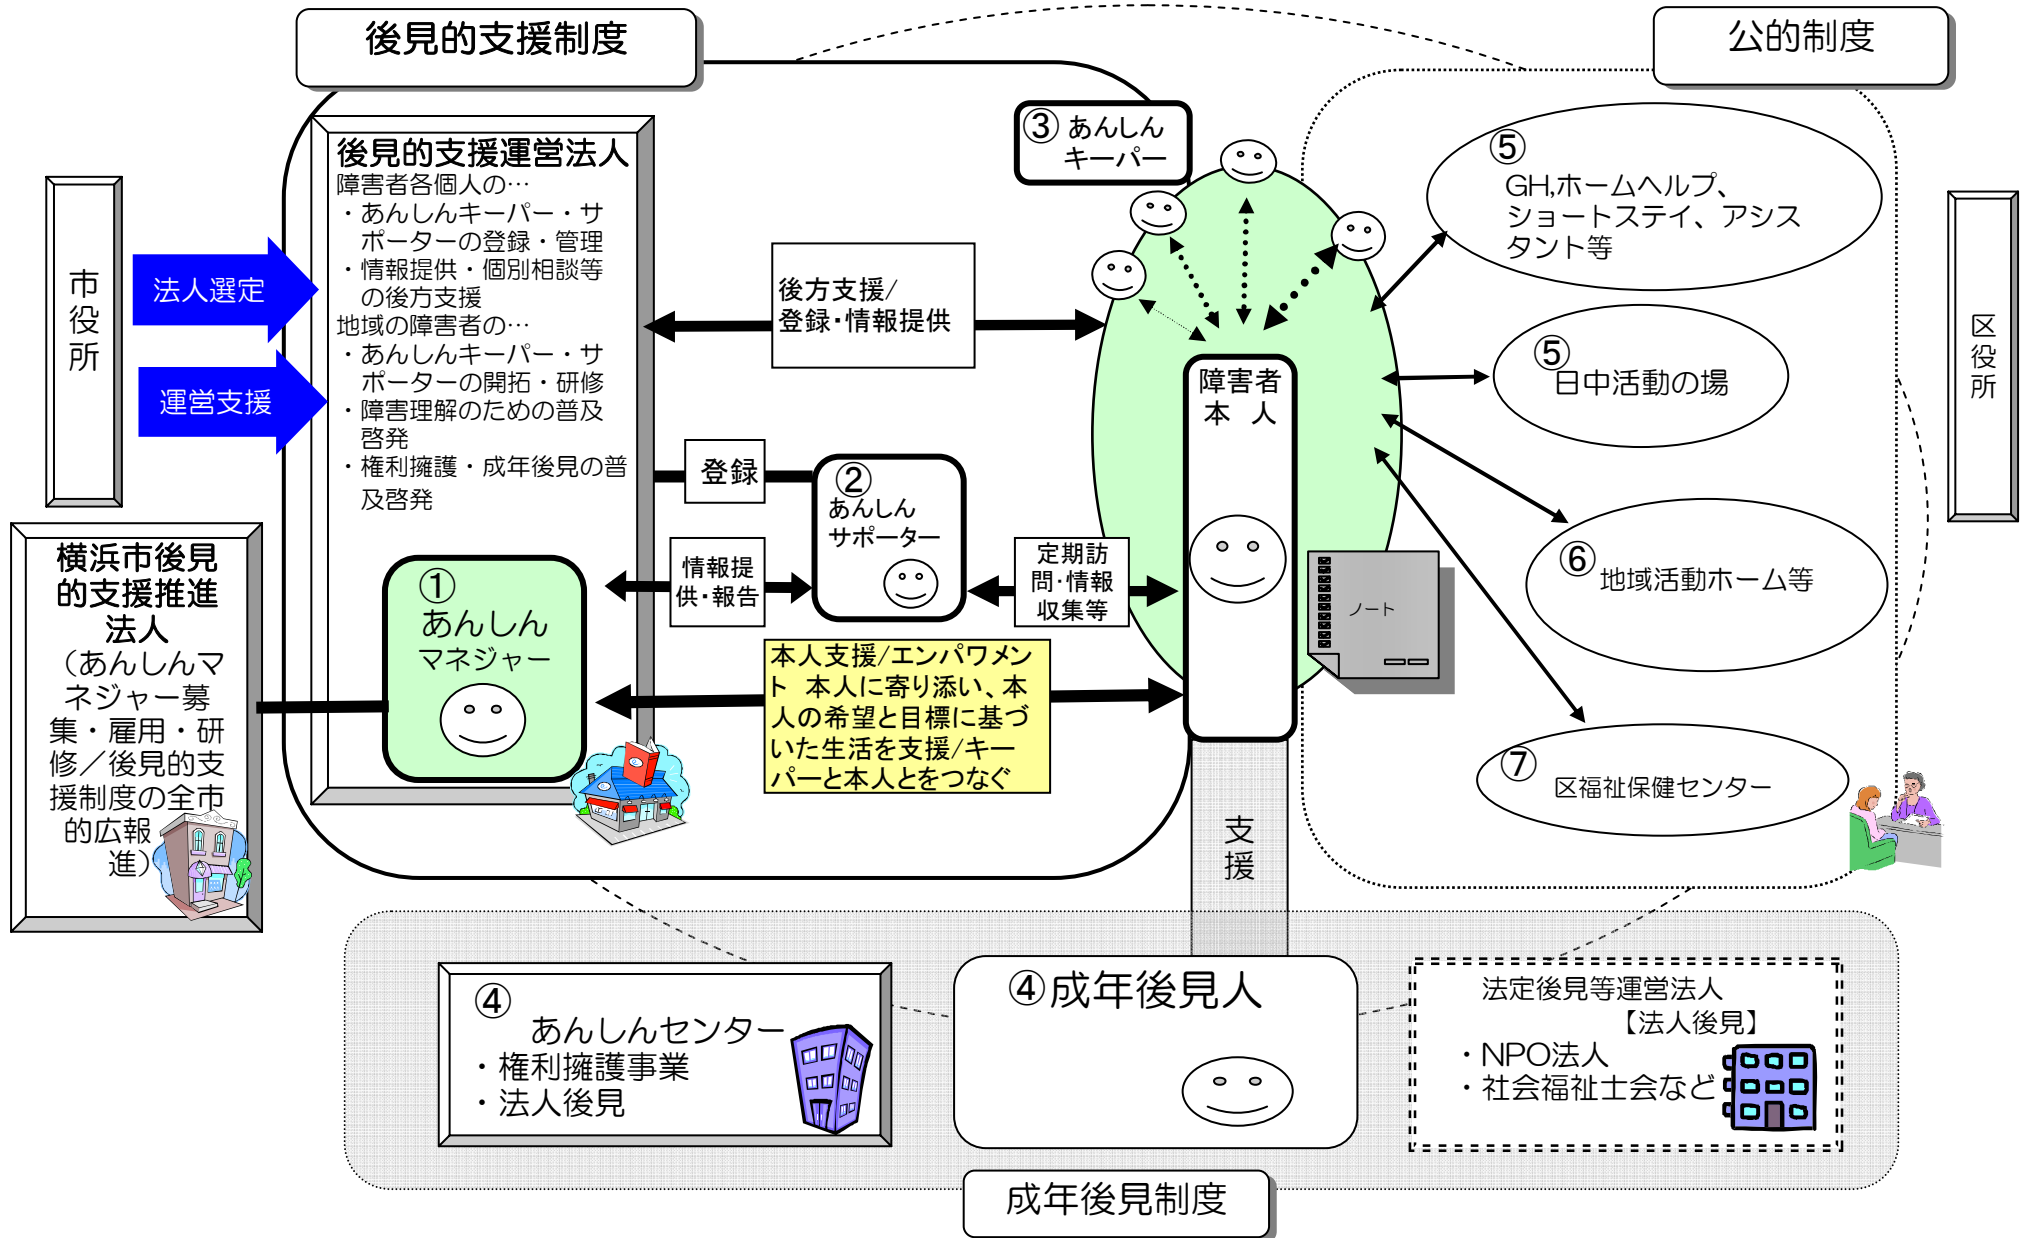 後見的支援制度
公的制度
市役所
法人選定
運営支援
後見的支援運営法人
障害者各個人の…
・あんしんキーパー・サ
ポーターの登録・管理
・情報提供・個別相談等
の後方支援
地域の障害者の…
・あんしんキーパー・サ
ポーターの開拓・研修
・障害理解のための普及
啓発
・権利擁護・成年後見の普
及啓発
横浜市後見
的支援推進
法人
（あんしんマ
ネジャー募
集・雇用・研
修／後見的支
援制度の全市
的広報
進）
①
あんしん
マネジャー
登録
②
あんしん
サポーター
情報提
供・報告
定期訪
問・情報
収集等
後方支援/
登録・情報提供
本人支援/エンパワメン
ト 本人に寄り添い、本
人の希望と目標に基づ
いた生活を支援/キー
パーと本人とをつなぐ
③ あんしん
キーパー
障害者
本 人
ノート
支援
⑤
GH,ホームヘルプ、
ショートステイ、アシス
タント等
⑤
日中活動の場
⑥
地域活動ホーム等
⑦
区福祉保健センター
区役所
④
あんしんセンター
・権利擁護事業
・法人後見
④成年後見人
法定後見等運営法人
【法人後見】
・NPO法人
・社会福祉士会など
成年後見制度